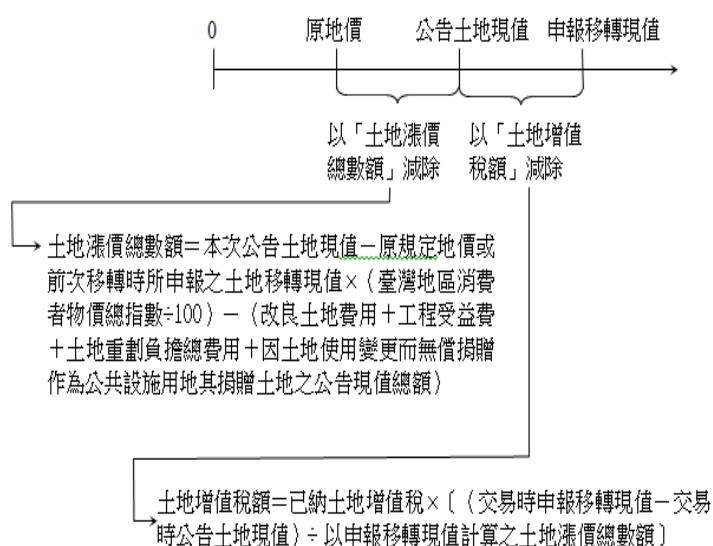 0 原地價 公告土地現值 申報移轉現值
以「土地漲價
總數額」減除
以「土地增值
稅額」減除
土地漲價總數額＝本次公告土地現值－原規定地價或
前次移轉時所申報之土地移轉現值×（臺灣地區消費
者物價總指數÷100）－（改良土地費用＋工程受益費
＋土地重劃負擔總費用＋因土地使用變更而無償捐贈
作為公共設施用地其捐贈土地之公告現值總額）
土地增值稅額＝已納土地增值稅×〔（交易時申報移轉現值－交易
時公告土地現值）÷以申報移轉現值計算之土地漲價總數額〕